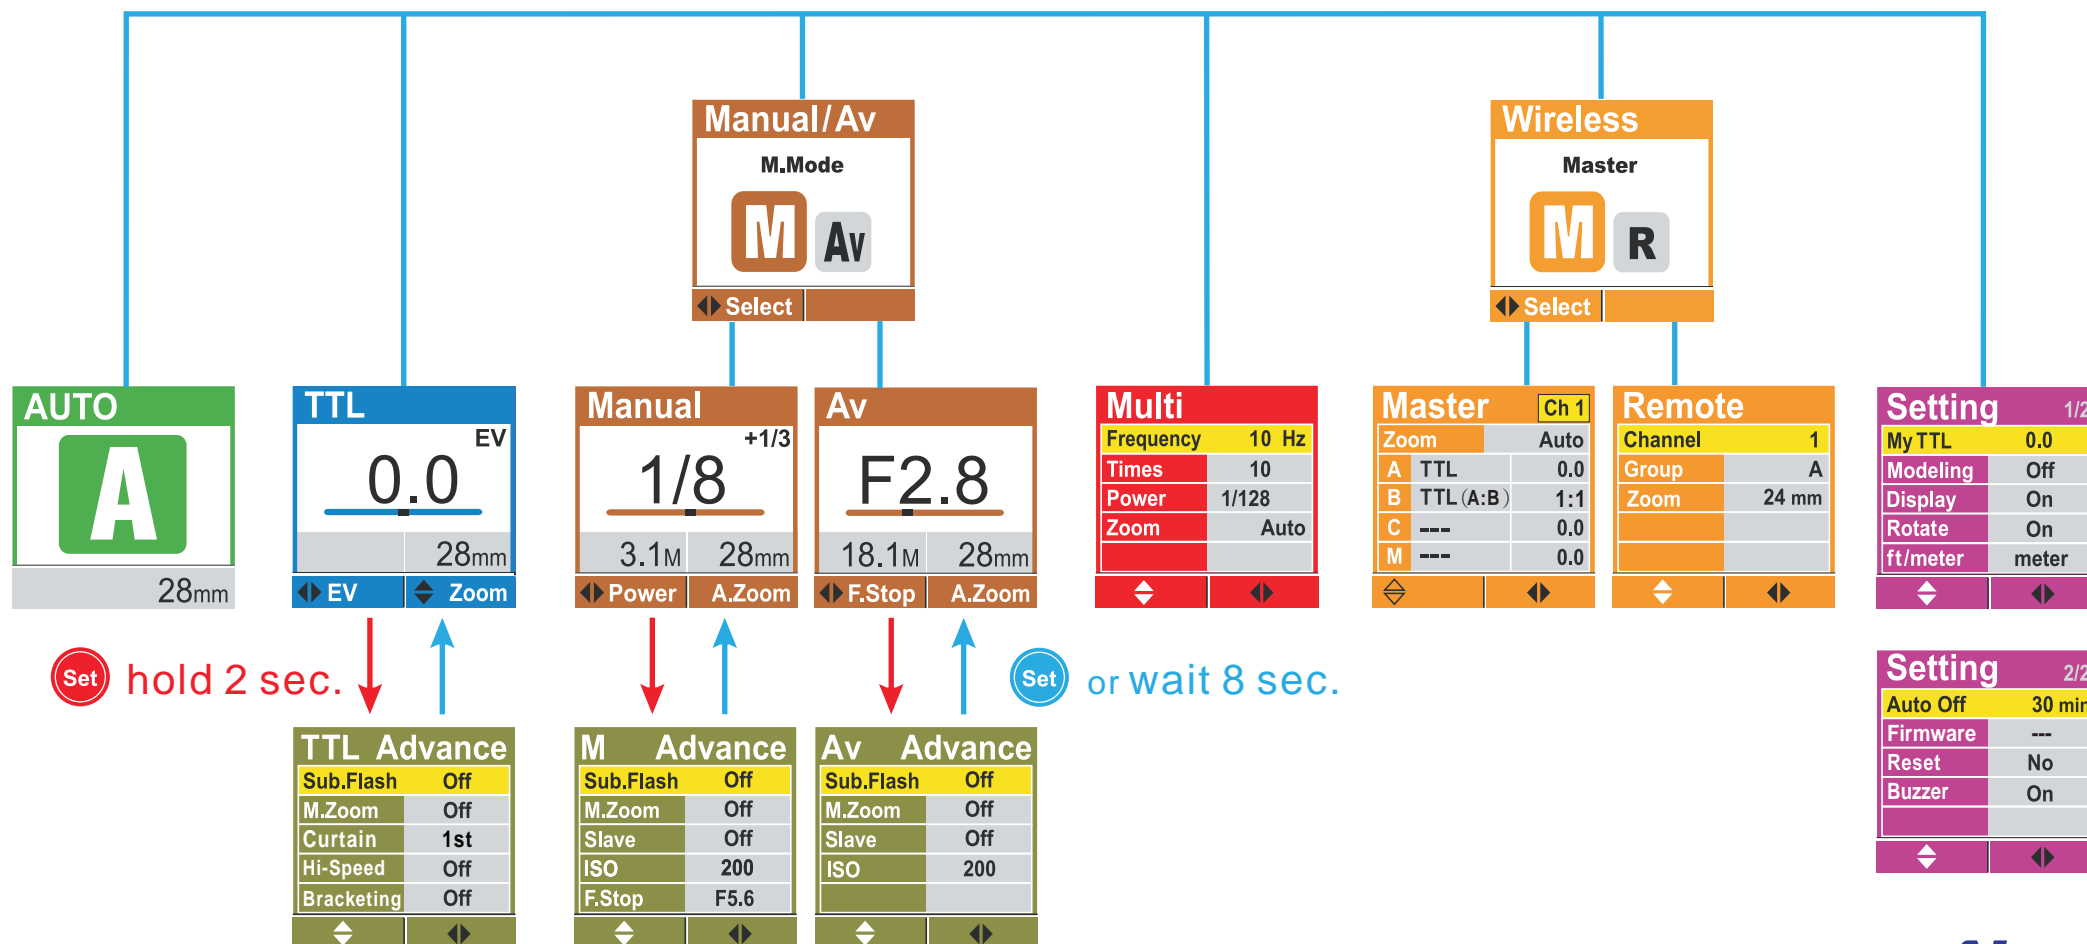 Manual/Av
M.Mode
M Av
Select
Wireless
Master
M R
Select
AUTO
A
28mm
TTL
EV
0.0
28mm
EV Zoom
Manual
+1/3
1/8
3.1M 28mm
Power A.Zoom
Av
F2.8
18.1M 28mm
F.Stop A.Zoom
Multi
Frequency 10 Hz
Times 10
Power 1/128
Zoom Auto
Master Ch 1
Zoom Auto
A TTL 0.0
B TTL(A:B) 1:1
C --- 0.0
M --- 0.0
Remote
Channel 1
Group A
Zoom 24 mm
Setting 1/2
My TTL 0.0
Modeling Off
Display On
Rotate On
ft/meter meter
Set hold 2 sec.
Set or wait 8 sec.
Setting 2/2
Auto Off 30 min
Firmware ---
Reset No
Buzzer On
TTL Advance
Sub.Flash Off
M.Zoom Off
Curtain 1st
Hi-Speed Off
Bracketing Off
M Advance
Sub.Flash Off
M.Zoom Off
Slave Off
ISO 200
F.Stop F5.6
Av Advance
Sub.Flash Off
M.Zoom Off
Slave Off
ISO 200